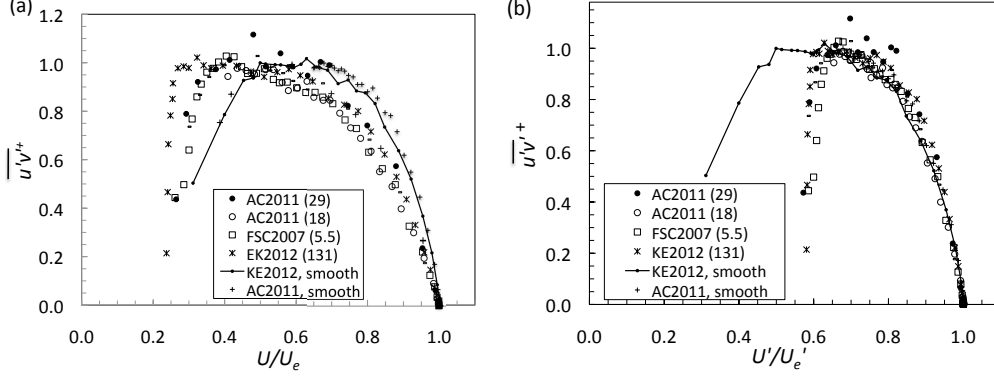 (a)
1.2
1.0
0.8
0.6
0.4
0.2
0.0
u'v'+
AC2011 (29)
AC2011 (18)
FSC2007 (5.5)
EK2012 (131)
KE2012, smooth
AC2011, smooth
0.0 0.2 0.4 0.6 0.8 1.0
U/Ue
(b)
1.2
1.0
0.8
0.6
0.4
0.2
0.0
u'v'+
AC2011 (29)
AC2011 (18)
FSC2007 (5.5)
KE2012 (131)
KE2012, smooth
AC2011, smooth
0.0 0.2 0.4 0.6 0.8 1.0
U'/Ue'